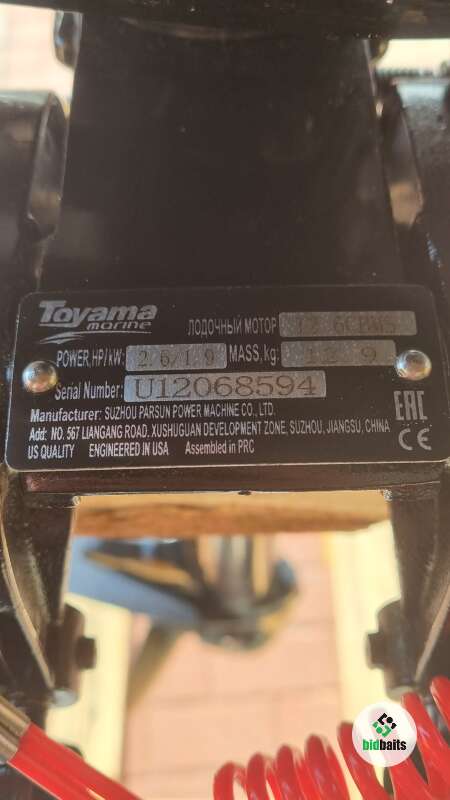 Toyama
marine
ЛОДОЧНЫЙ МОТОР
POWER, HP/kW: 2/6/1,9 MASS, kg: 9
Serial Number: U12068594
Manufacturer: SUZHOU PARSUN POWER MACHINE CO., LTD.
Add: NO. 567 LIANGANG ROAD. XUSHUGUAN DEVELOPMENT ZONE, SUZHOU, JIANGSU, CHINA
US QUALITY ENGINEERED IN USA Assembled in PRC
EAC
CE
bidbaits